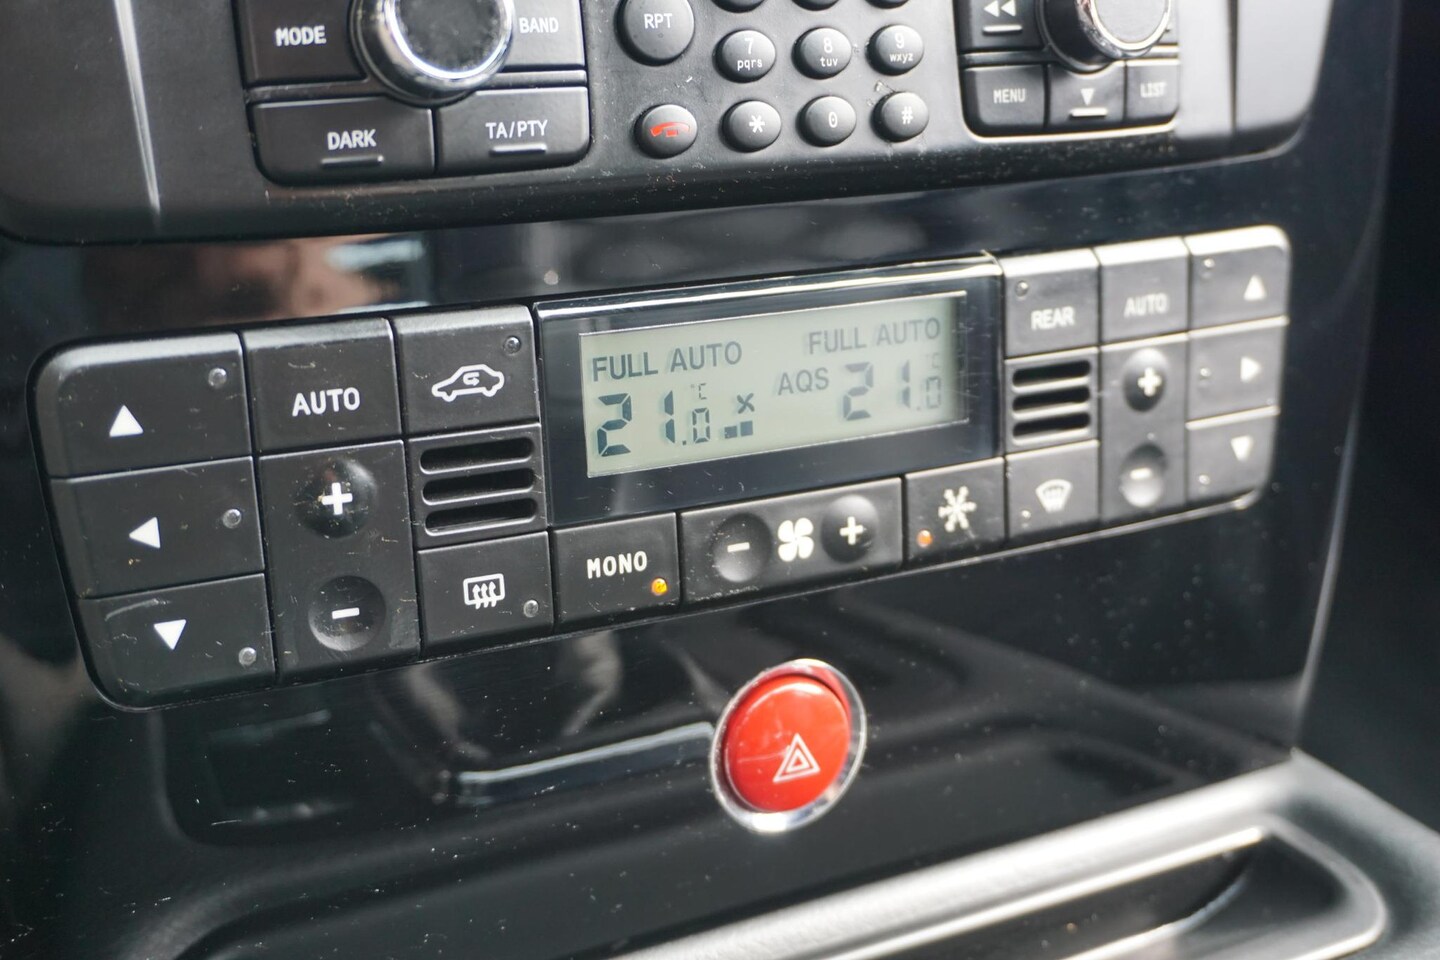 MODE
BAND
RPT
7 pqrs
8 tuv
9 wxyz
DARK
TA/PTY
*
0
#
MENU
LIST
AUTO
FULL AUTO
21.0 °C
AQS
FULL AUTO
21.0 °C
REAR
AUTO
+
-
MONO
-
+
+
-